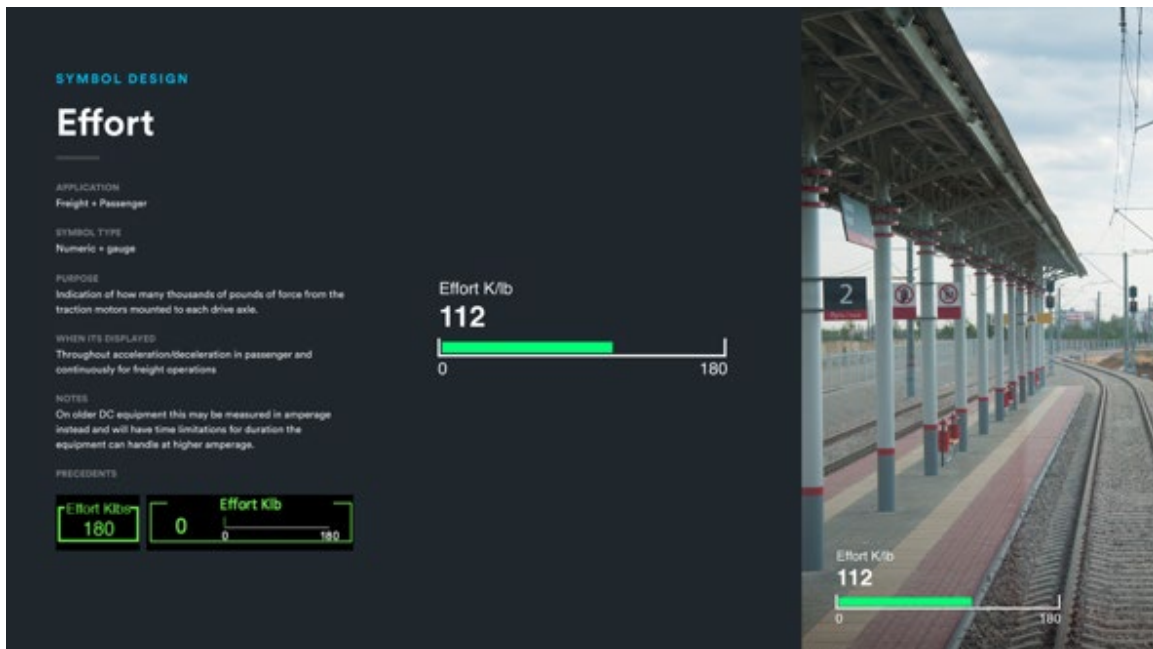 SYMBOL DESIGN
Effort
APPLICATION
Freight + Passenger
SYMBOL TYPE
Numeric + gauge
PURPOSE
Indication of how many thousands of pounds of force from the
traction motors mounted to each drive axle.
WHEN ITS DISPLAYED
Throughout acceleration/deceleration in passenger and
continuously for freight operations
NOTES
On older DC equipment this may be measured in amperage
instead and will have time limitations for duration the
equipment can handle at higher amperage.
PRECEDENTS
Effort Klbs
180
Effort Klb
0
0 180
Effort K/lb
112
0 180
2
Effort K/lb
112
0 180